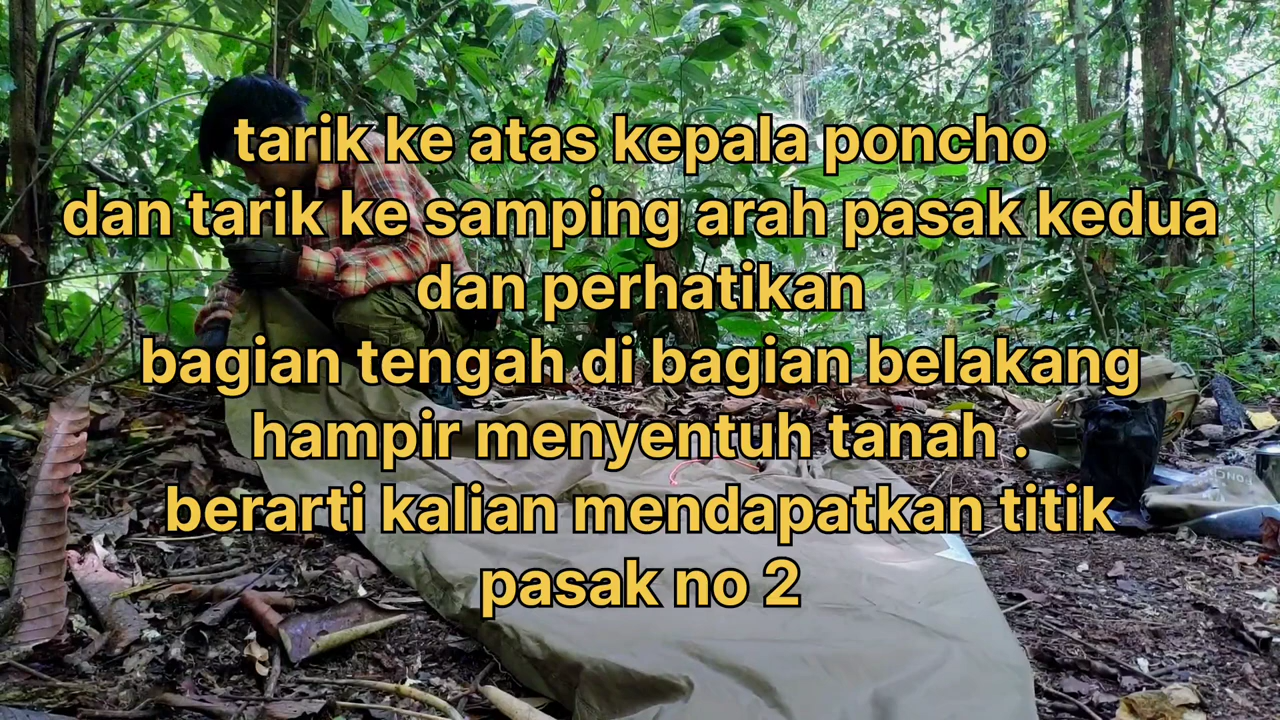 tarik ke atas kepala poncho
dan tarik ke samping arah pasak kedua
dan perhatikan
bagian tengah di bagian belakang
hampir menyentuh tanah .
berarti kalian mendapatkan titik
pasak no 2